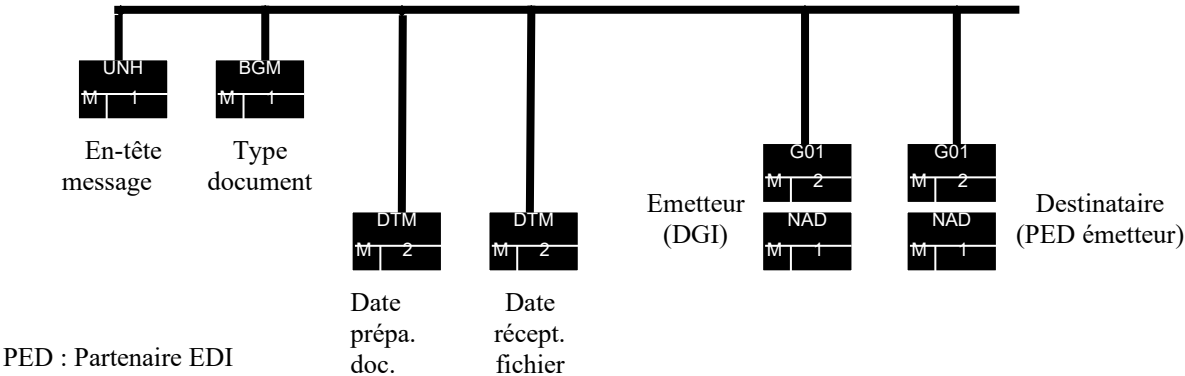 UNH
M 1
En-tête
message
BGM
M 1
Type
document
DTM
M 2
Date
prépa.
doc.
DTM
M 2
Date
récept.
fichier
Emetteur
(DGI)
G01
M 2
NAD
M 1
G01
M 2
NAD
M 1
Destinataire
(PED émetteur)
PED : Partenaire EDI